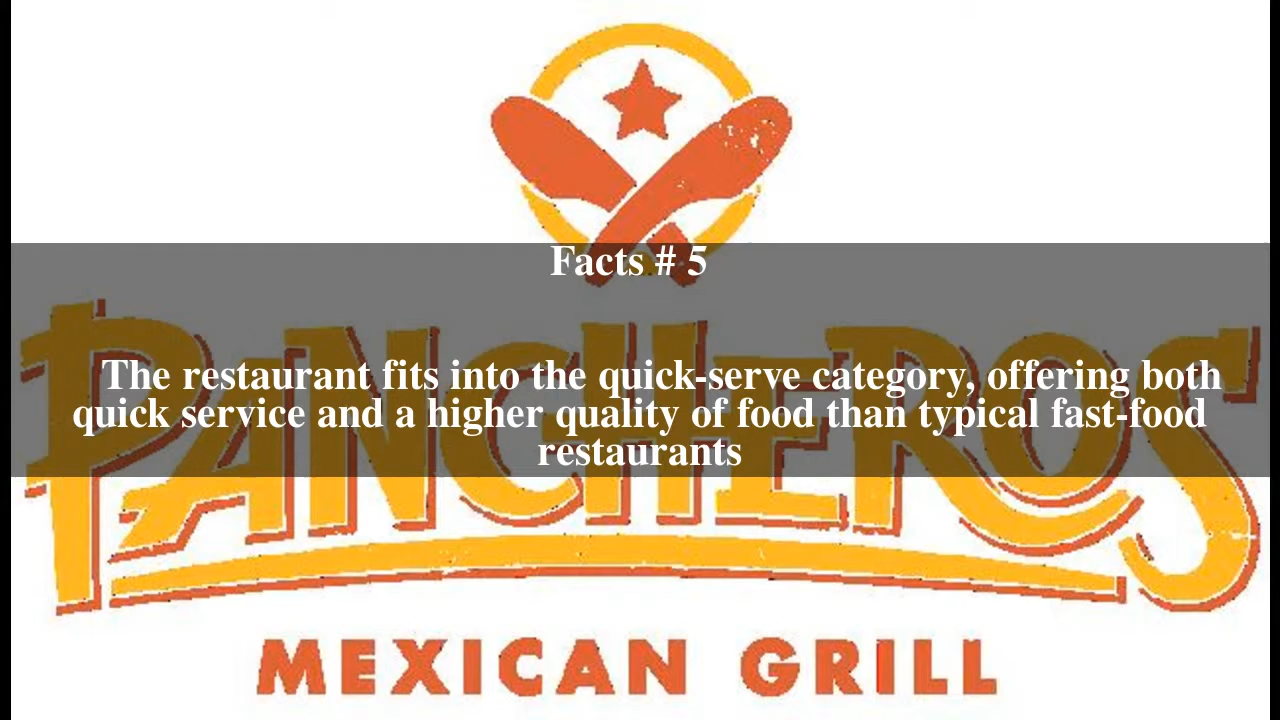 Facts # 5
PANCHEROS
The restaurant fits into the quick-serve category, offering both
quick service and a higher quality of food than typical fast-food
restaurants
MEXICAN GRILL